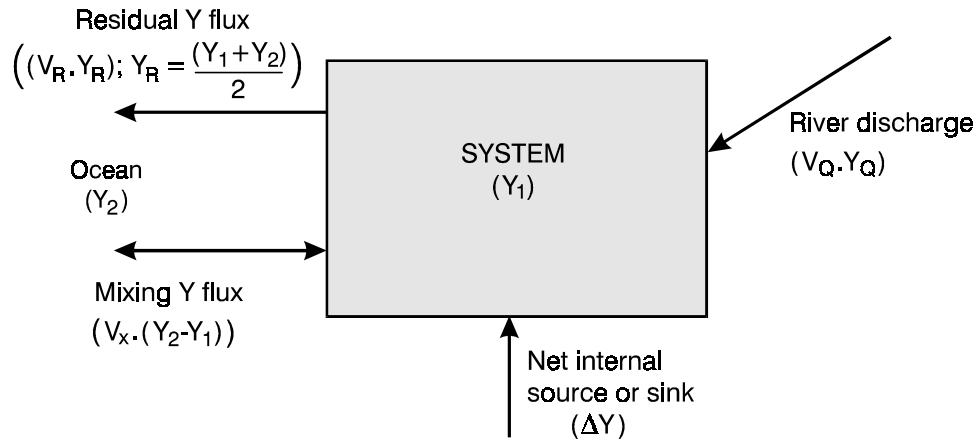 Residual Y flux
((V_R.Y_R); Y_R = (Y_1+Y_2)/2)
SYSTEM
(Y_1)
River discharge
(V_Q.Y_Q)
Ocean
(Y_2)
Mixing Y flux
(V_x.(Y_2-Y_1))
Net internal
source or sink
(ΔY)